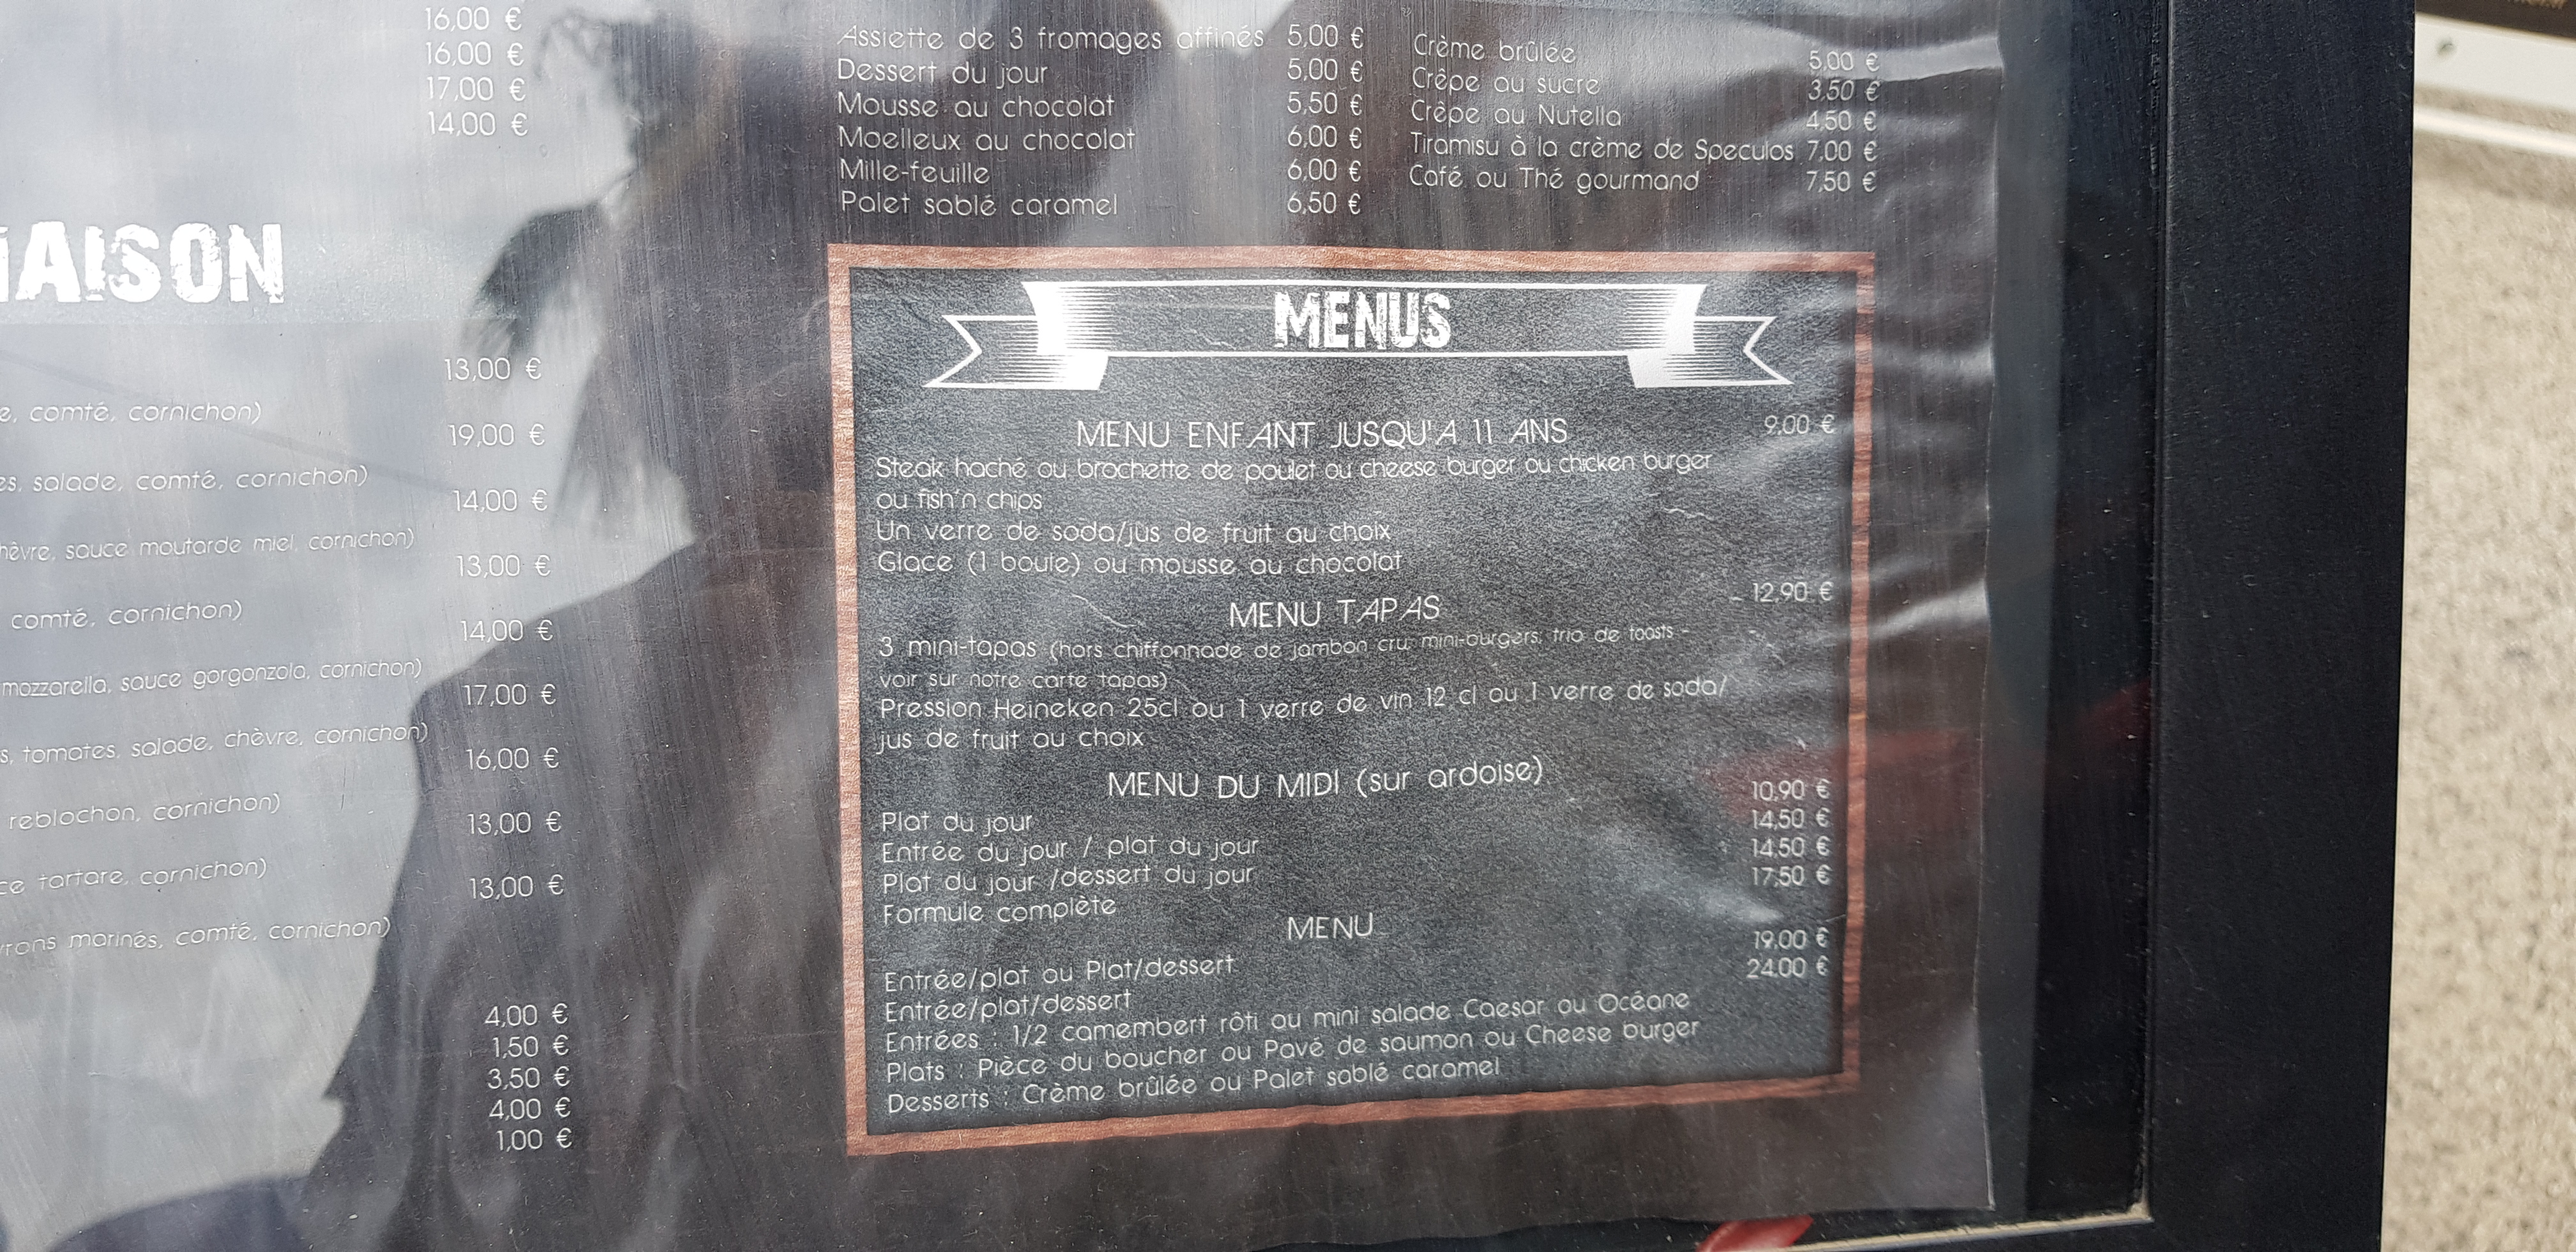 16,00 €
16,00 €
17,00 €
14,00 €
AISON
13,00 €
comté, cornichon)
19,00 €
salade, comté, cornichon)
14,00 €
sauce moutarde miel, cornichon)
13,00 €
comté, cornichon)
14,00 €
mozzarella, sauce gorgonzola, cornichon)
17,00 €
tomates, salade, chèvre, cornichon)
16,00 €
reblochon, cornichon)
13,00 €
tartare, cornichon)
13,00 €
marinés, comté, cornichon)
4,00 €
1,50 €
3,50 €
4,00 €
1,00 €
Assiette de 3 fromages affinés 5,00 €
Dessert du jour 5,00 €
Mousse au chocolat 5,50 €
Moelleux au chocolat 6,00 €
Mille-feuille 6,00 €
Palet sablé caramel 6,50 €
Crème brûlée 5,00 €
Crêpe au sucre 3,50 €
Crêpe au Nutella 4,50 €
Tiramisu à la crème de Speculos 7,00 €
Café ou Thé gourmand 7,50 €
MENUS
MENU ENFANT JUSQU'A 11 ANS 9,00 €
Steak haché ou brochette de poulet ou cheese burger ou chicken burger
ou fish'n chips
Un verre de soda/jus de fruit au choix
Glace (1 boule) ou mousse au chocolat
MENU TAPAS 12,90 €
3 mini-tapas (hors chiffonnade de jambon cru, mini-burgers, trio de toasts -
voir sur notre carte tapas)
Pression Heineken 25cl ou 1 verre de vin 12 cl ou 1 verre de soda/
jus de fruit au choix
MENU DU MIDI (sur ardoise)
Plat du jour 10,90 €
Entrée du jour / plat du jour 14,50 €
Plat du jour /dessert du jour 14,50 €
Formule complète 17,50 €
MENU
Entrée/plat ou Plat/dessert 19,00 €
Entrée/plat/dessert 24,00 €
Entrées : 1/2 camembert rôti ou mini salade Caesar ou Océane
Plats : Pièce du boucher ou Pavé de saumon ou Cheese burger
Desserts : Crème brûlée ou Palet sablé caramel